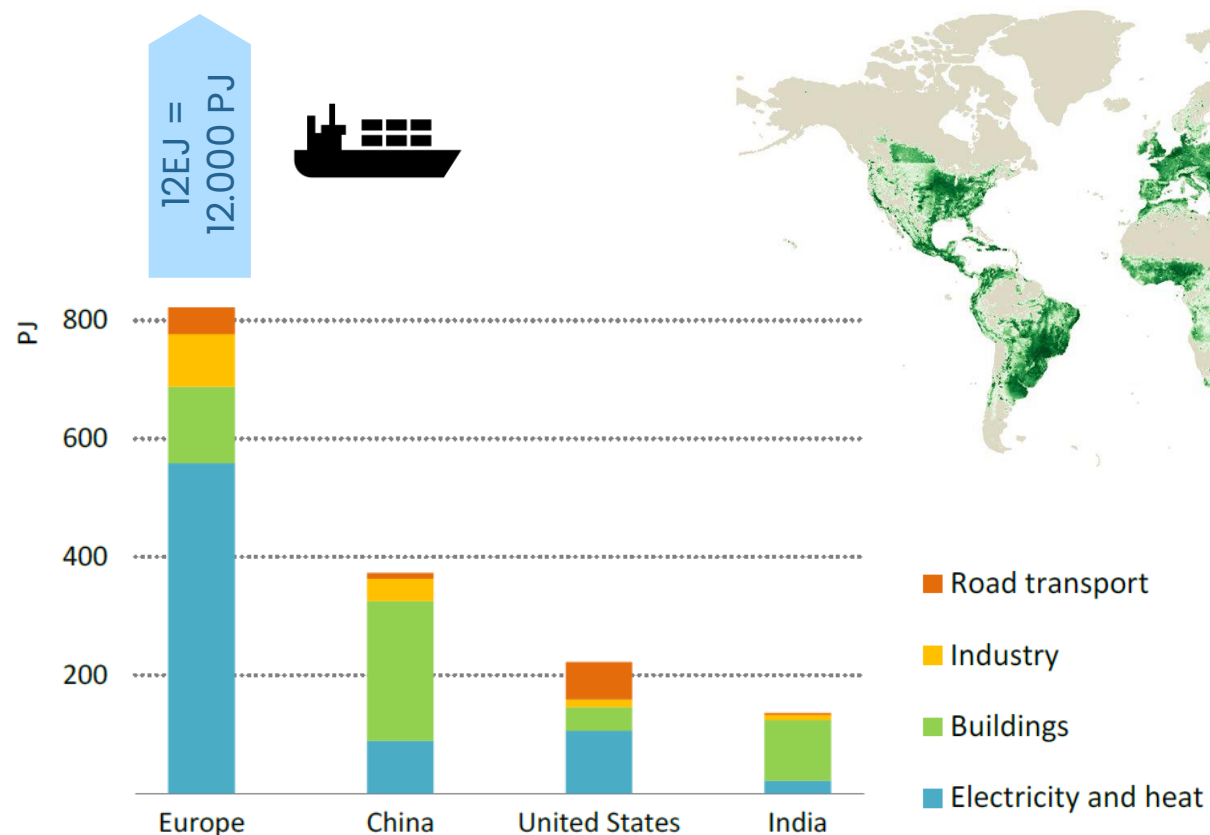 12EJ =
12.000 PJ
PJ
800
600
400
200
Europe
China
United States
India
Road transport
Industry
Buildings
Electricity and heat